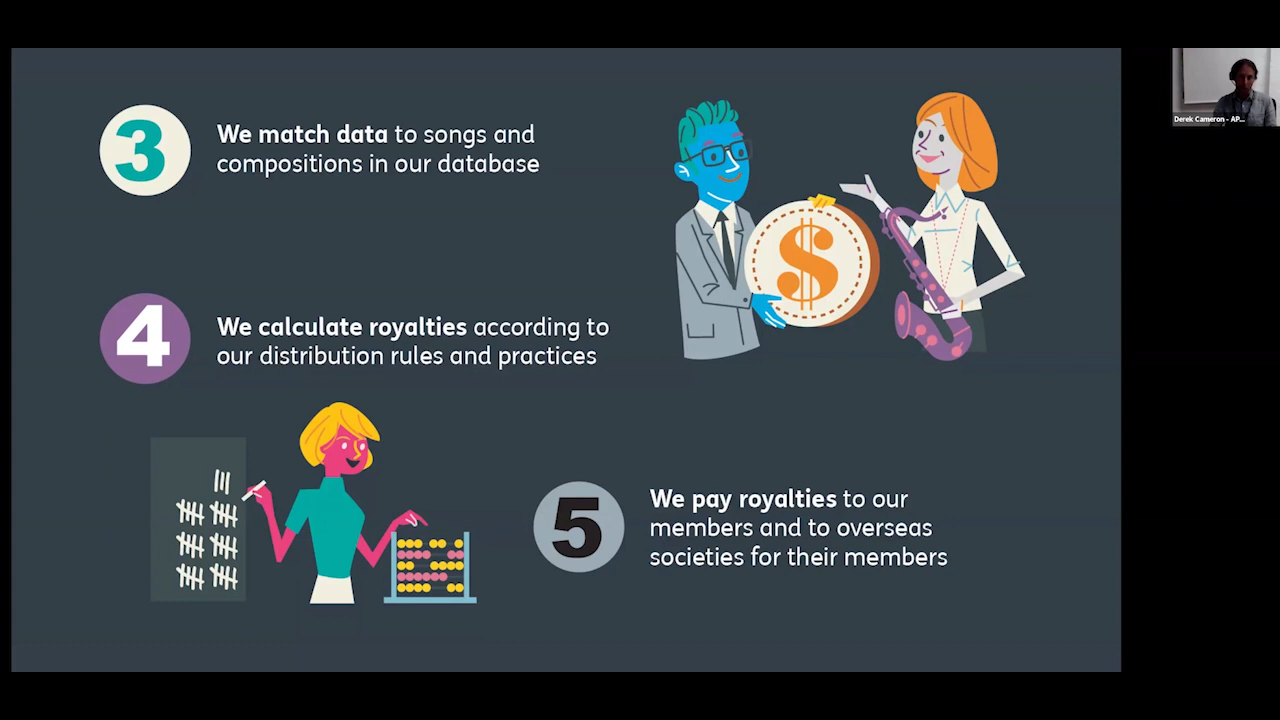 3
We match data to songs and
compositions in our database
4
We calculate royalties according to
our distribution rules and practices
5
We pay royalties to our
members and to overseas
societies for their members
$
Derek Cameron - AP...